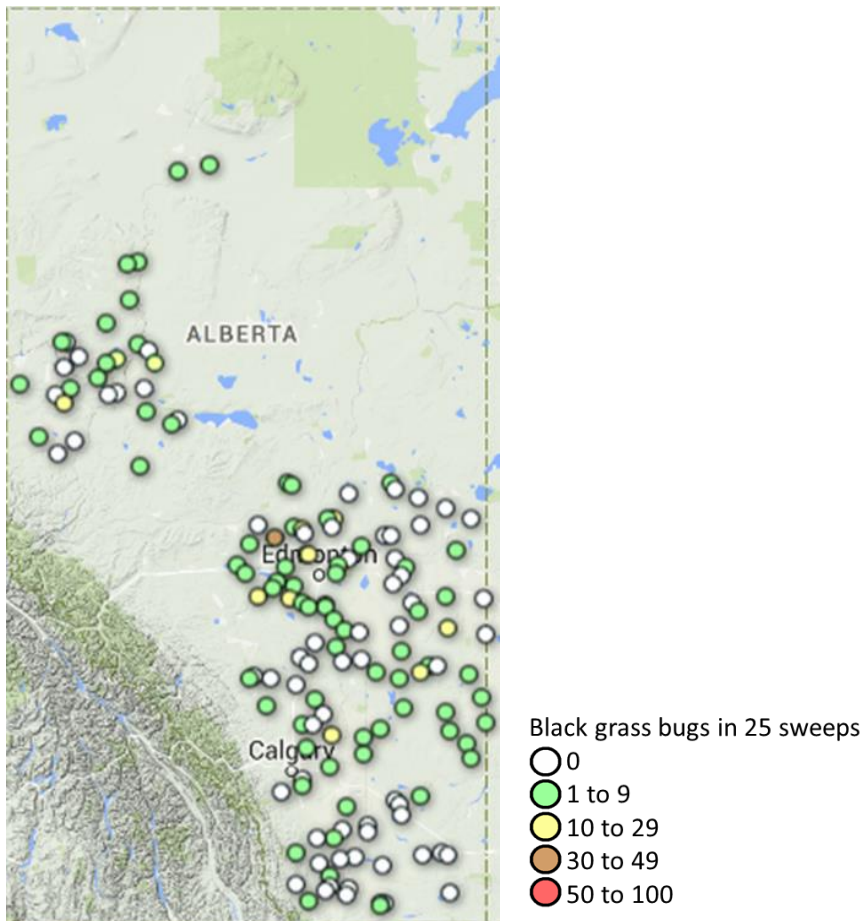 ALBERTA
Edmonton
Calgary
Black grass bugs in 25 sweeps
0
1 to 9
10 to 29
30 to 49
50 to 100